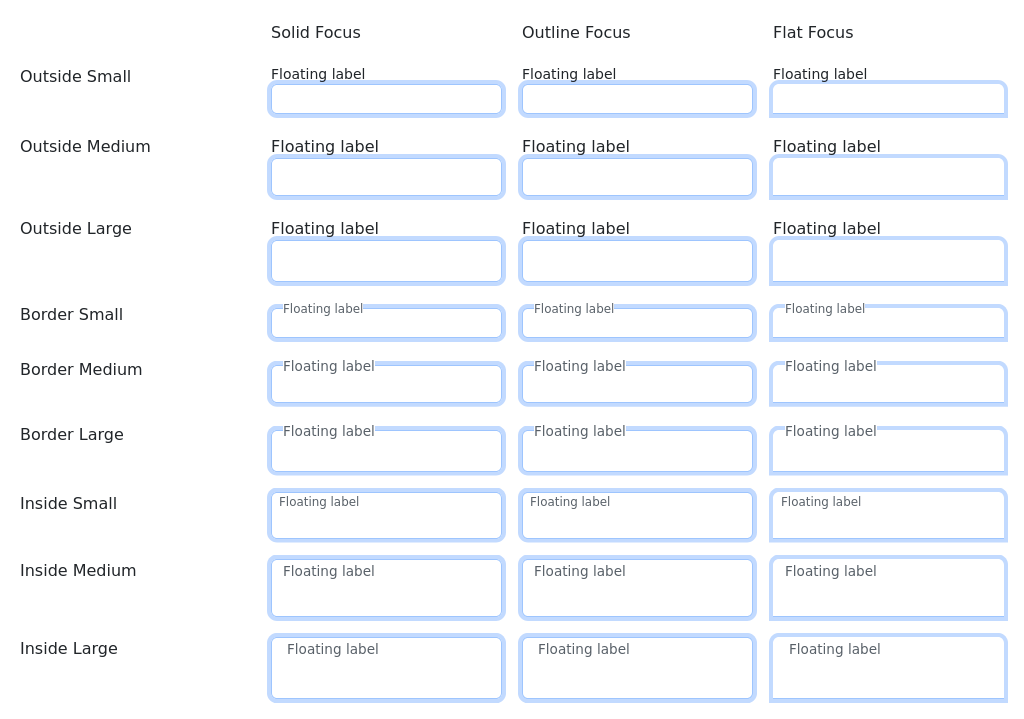 Solid Focus Outline Focus Flat Focus
Outside Small Floating label Floating label Floating label
Outside Medium Floating label Floating label Floating label
Outside Large Floating label Floating label Floating label
Border Small Floating label Floating label Floating label
Border Medium Floating label Floating label Floating label
Border Large Floating label Floating label Floating label
Inside Small Floating label Floating label Floating label
Inside Medium Floating label Floating label Floating label
Inside Large Floating label Floating label Floating label